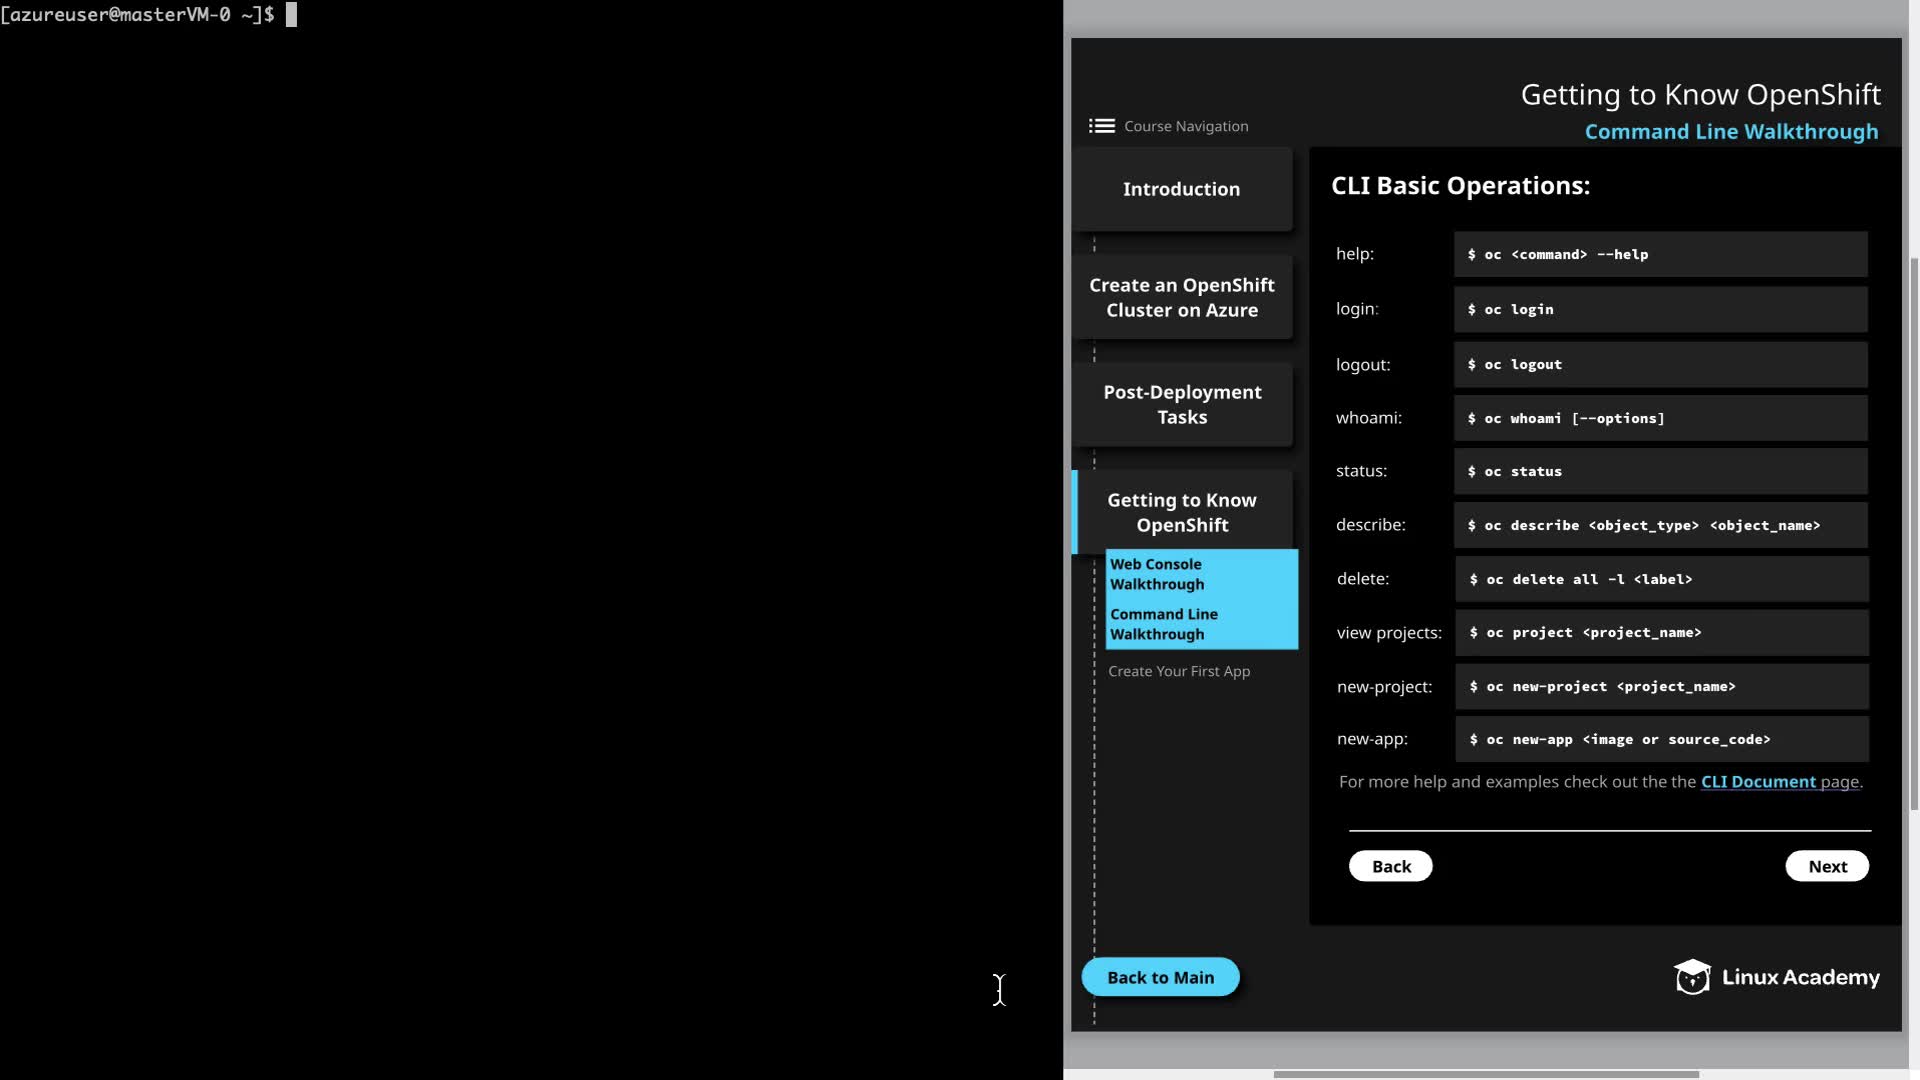 [azureuser@masterVM-0 ~]$
Getting to Know OpenShift
Command Line Walkthrough
Course Navigation
Introduction
Create an OpenShift
Cluster on Azure
Post-Deployment
Tasks
Getting to Know
OpenShift
Web Console
Walkthrough
Command Line
Walkthrough
Create Your First App
CLI Basic Operations:
help: $ oc <command> --help
login: $ oc login
logout: $ oc logout
whoami: $ oc whoami [--options]
status: $ oc status
describe: $ oc describe <object_type> <object_name>
delete: $ oc delete all -l <label>
view projects: $ oc project <project_name>
new-project: $ oc new-project <project_name>
new-app: $ oc new-app <image or source_code>
For more help and examples check out the the CLI Document page.
Back
Next
Back to Main
Linux Academy